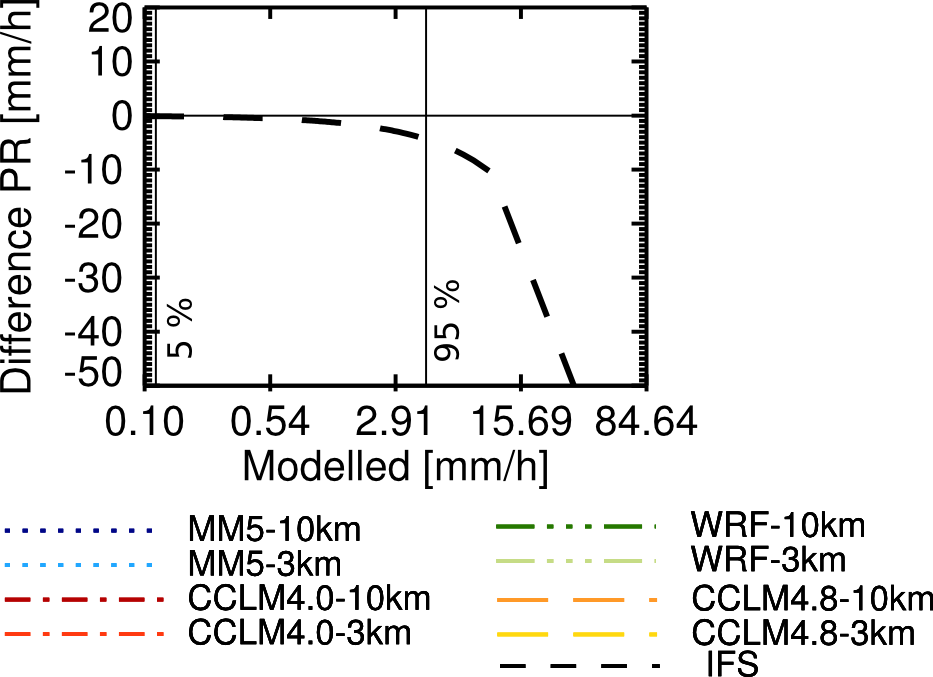 Difference PR [mm/h]
20
10
0
-10
-20
-30
-40
-50
5 %
95 %
0.10 0.54 2.91 15.69 84.64
Modelled [mm/h]
MM5-10km
MM5-3km
CCLM4.0-10km
CCLM4.0-3km
WRF-10km
WRF-3km
CCLM4.8-10km
CCLM4.8-3km
IFS